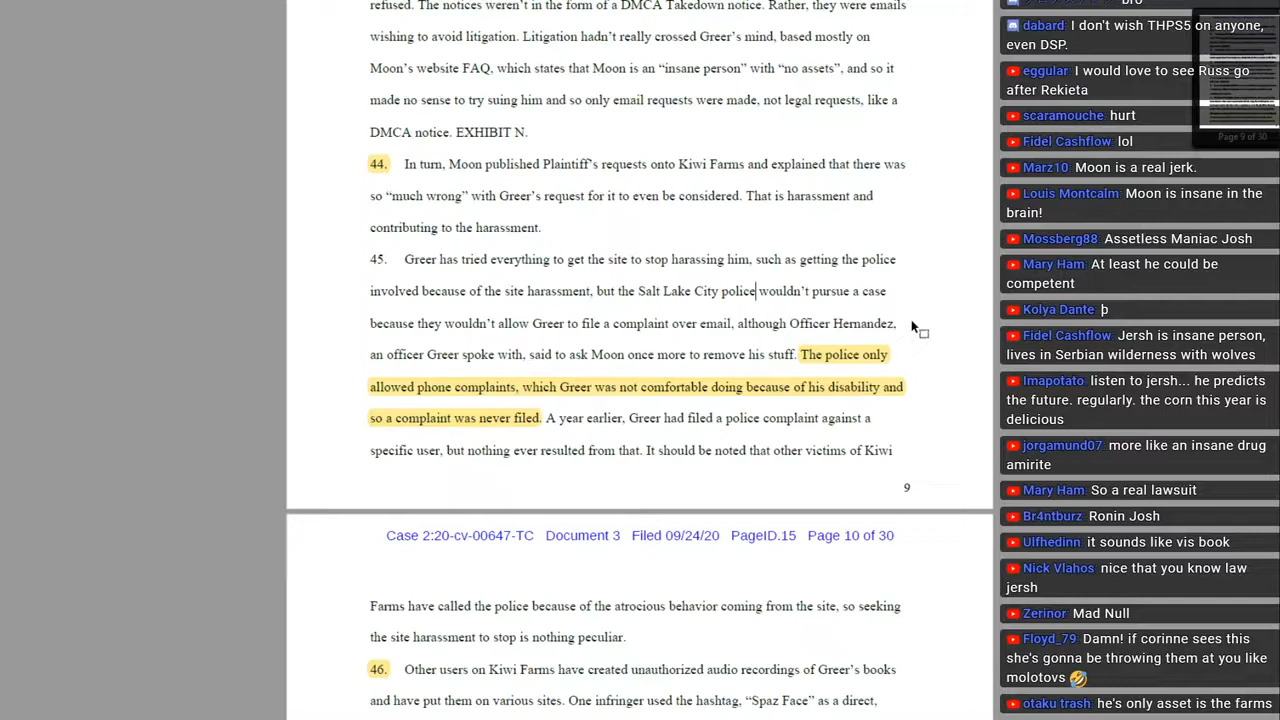 refused. The notices weren't in the form of a DMCA Takedown notice. Rather, they were emails
wishing to avoid litigation. Litigation hadn't really crossed Greer's mind, based mostly on
Moon's website FAQ, which states that Moon is an “insane person” with “no assets”, and so it
made no sense to try suing him and so only email requests were made, not legal requests, like a
DMCA notice. EXHIBIT N.
44. In turn, Moon published Plaintiff's requests onto Kiwi Farms and explained that there was
so “much wrong” with Greer's request for it to even be considered. That is harassment and
contributing to the harassment.
45. Greer has tried everything to get the site to stop harassing him, such as getting the police
involved because of the site harassment, but the Salt Lake City police wouldn't pursue a case
because they wouldn't allow Greer to file a complaint over email, although Officer Hernandez,
an officer Greer spoke with, said to ask Moon once more to remove his stuff. The police only
allowed phone complaints, which Greer was not comfortable doing because of his disability and
so a complaint was never filed. A year earlier, Greer had filed a police complaint against a
specific user, but nothing ever resulted from that. It should be noted that other victims of Kiwi
9
Case 2:20-cv-00647-TC Document 3 Filed 09/24/20 PageID.15 Page 10 of 30
Farms have called the police because of the atrocious behavior coming from the site, so seeking
the site harassment to stop is nothing peculiar.
46. Other users on Kiwi Farms have created unauthorized audio recordings of Greer's books
and have put them on various sites. One infringer used the hashtag, “Spaz Face” as a direct,
bro
dabard: I don't wish THPS5 on anyone,
even DSP.
eggular: I would love to see Russ go
after Rekieta
Page 9 of 30
scaramouche: hurt
Fidel Cashflow: lol
Marz10: Moon is a real jerk.
Louis Montcalm: Moon is insane in the
brain!
Mossberg88: Assetless Maniac Josh
Mary Ham: At least he could be
competent
Kolya Dante: þ
Fidel Cashflow: Jersh is insane person,
lives in Serbian wilderness with wolves
Imapotato: listen to jersh... he predicts
the future. regularly. the corn this year is
delicious
jorgamund07: more like an insane drug
amirite
Mary Ham: So a real lawsuit
Br4ntburz: Ronin Josh
Ulfhedinn: it sounds like vis book
Nick Vlahos: nice that you know law
jersh
Zerinor: Mad Null
Floyd_79: Damn! if corinne sees this
she's gonna be throwing them at you like
molotovs 🤣
otaku trash: he's only asset is the farms